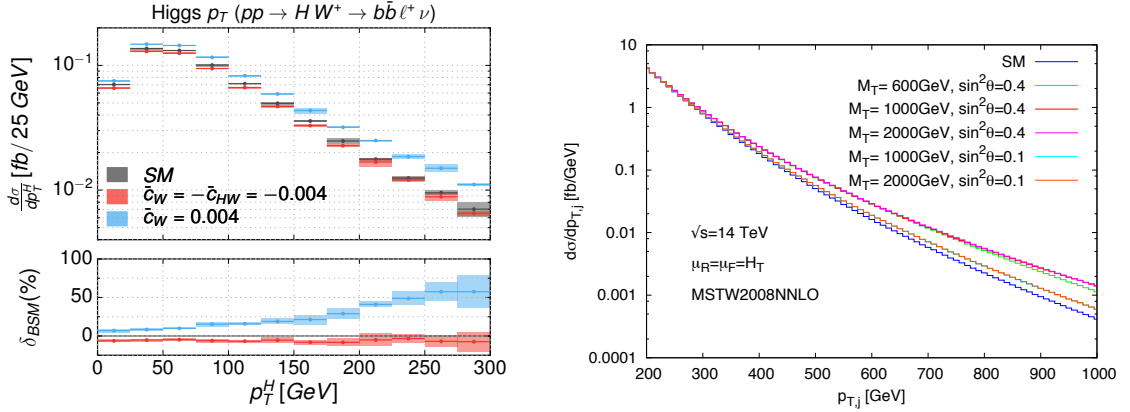 Higgs p_T (pp → H W⁺ → bb̄ ℓ⁺ ν)
dσ/dp_T^H [fb/ 25 GeV]
10⁻¹
10⁻²
SM
c̄_W = −c̄_HW = −0.004
c̄_W = 0.004
δ_BSM(%)
100
50
0
0 50 100 150 200 250 300
p_T^H [GeV]
dσ/dp_T,j [fb/GeV]
10
1
0.1
0.01
0.001
0.0001
SM
M_T= 600GeV, sin²θ=0.4
M_T= 1000GeV, sin²θ=0.4
M_T= 2000GeV, sin²θ=0.4
M_T= 1000GeV, sin²θ=0.1
M_T= 2000GeV, sin²θ=0.1
√s=14 TeV
μ_R=μ_F=H_T
MSTW2008NNLO
200 300 400 500 600 700 800 900 1000
p_T,j [GeV]